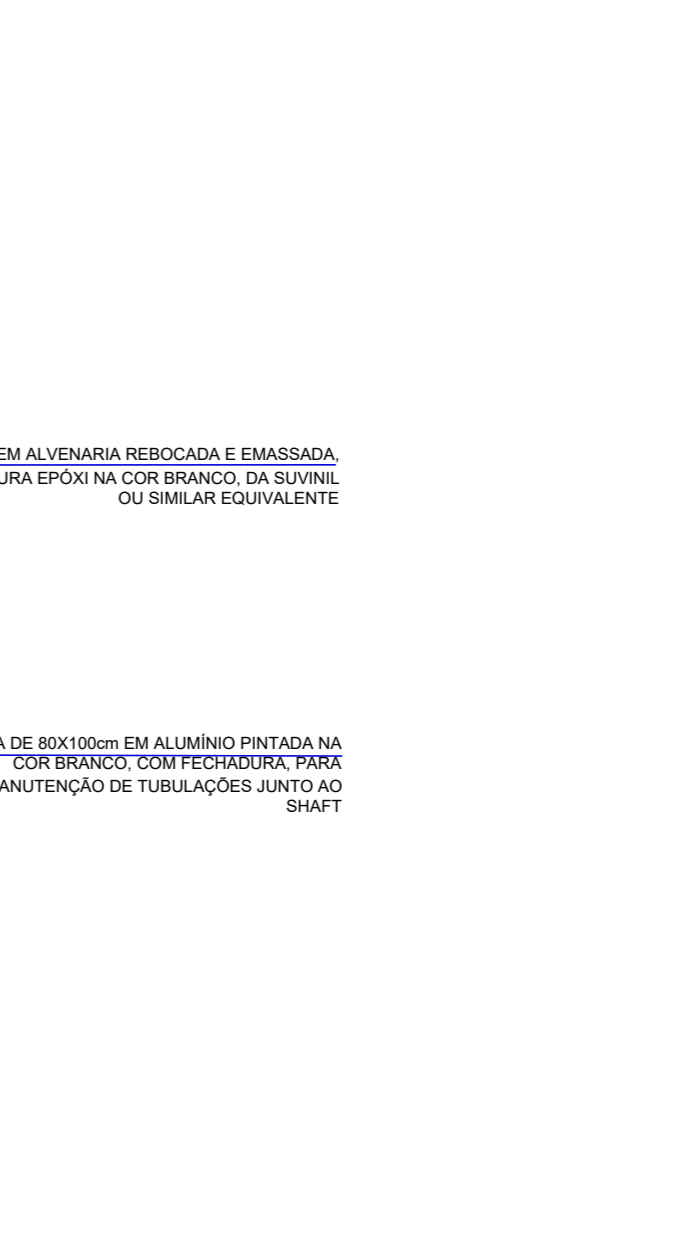 EM ALVENARIA REBOCADA E EMASSADA,
URA EPÓXI NA COR BRANCO, DA SUVINIL
OU SIMILAR EQUIVALENTE
A DE 80X100cm EM ALUMÍNIO PINTADA NA
COR BRANCO, COM FECHADURA, PARA
ANUTENÇÃO DE TUBULAÇÕES JUNTO AO
SHAFT